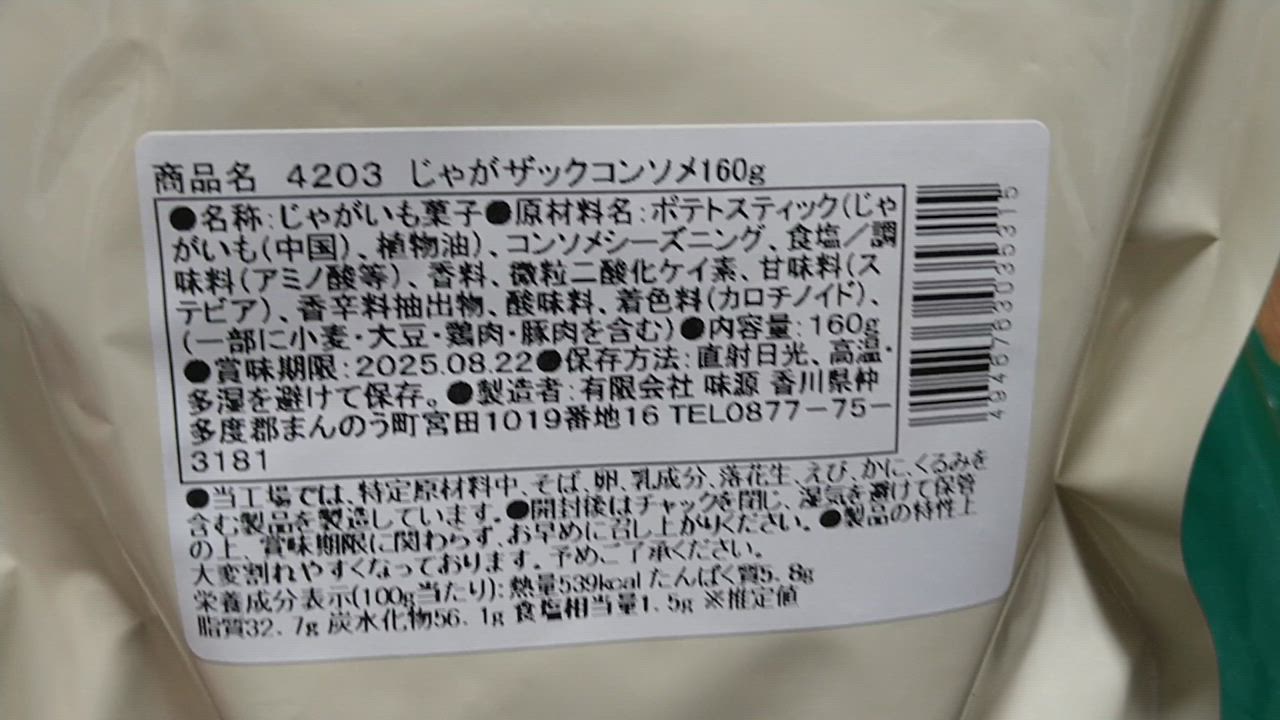 商品名 4203 じゃがザックコンソメ160g
●名称:じゃがいも菓子●原材料名:ポテトスティック(じゃ
がいも(中国)、植物油)、コンソメシーズニング、食塩/調
味料(アミノ酸等)、香料、微粒二酸化ケイ素、甘味料(ス
テビア)、香辛料抽出物、酸味料、着色料(カロチノイド)、
(一部に小麦・大豆・鶏肉・豚肉を含む)●内容量:160g
●賞味期限:2025.08.22●保存方法:直射日光、高温・
多湿を避けて保存。●製造者:有限会社 味源 香川県仲
多度郡まんのう町宮田1019番地16 TEL0877-75-
3181
4947676303531 5
●当工場では、特定原材料中、そば、卵、乳成分、落花生、えび、かに、くるみを
含む製品を製造しています。●開封後はチャックを閉じ、湿気を避けて保管
の上、賞味期限に関わらず、お早めに召し上がりください。●製品の特性上
大変割れやすくなっております。予めご了承ください。
栄養成分表示(100g当たり):熱量539kcal たんぱく質5.8g
脂質32.7g 炭水化物56.1g 食塩相当量1.5g ※推定値